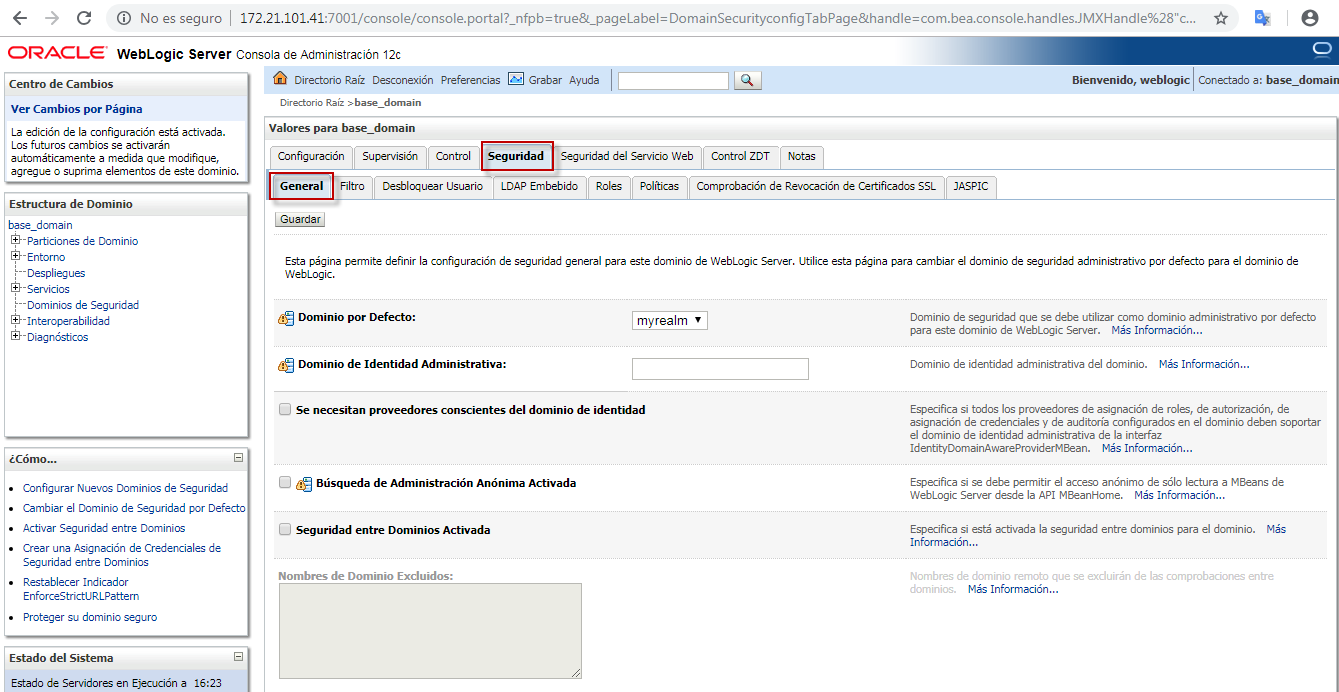 No es seguro | 172.21.101.41:7001/console/console.portal?_nfpb=true&_pageLabel=DomainSecurityconfigTabPage&handle=com.bea.console.handles.JMXHandle%28"c...
ORACLE WebLogic Server Consola de Administración 12c
Centro de Cambios
Ver Cambios por Página
La edición de la configuración está activada.
Los futuros cambios se activarán
automáticamente a medida que modifique,
agregue o suprima elementos de este dominio.
Estructura de Dominio
base_domain
Particiones de Dominio
Entorno
Despliegues
Servicios
Dominios de Seguridad
Interoperabilidad
Diagnósticos
¿Cómo...
Configurar Nuevos Dominios de Seguridad
Cambiar el Dominio de Seguridad por Defecto
Activar Seguridad entre Dominios
Crear una Asignación de Credenciales de
Seguridad entre Dominios
Restablecer Indicador
EnforceStrictURLPattern
Proteger su dominio seguro
Estado del Sistema
Estado de Servidores en Ejecución a 16:23
Directorio Raíz Desconexión Preferencias Grabar Ayuda
Bienvenido, weblogic Conectado a: base_domain
Directorio Raíz >base_domain
Valores para base_domain
Configuración Supervisión Control Seguridad Seguridad del Servicio Web Control ZDT Notas
General Filtro Desbloquear Usuario LDAP Embebido Roles Políticas Comprobación de Revocación de Certificados SSL JASPIC
Guardar
Esta página permite definir la configuración de seguridad general para este dominio de WebLogic Server. Utilice esta página para cambiar el dominio de seguridad administrativo por defecto para el dominio de
WebLogic.
Dominio por Defecto:
myrealm
Dominio de seguridad que se debe utilizar como dominio administrativo por defecto
para este dominio de WebLogic Server. Más Información...
Dominio de Identidad Administrativa:
Dominio de identidad administrativa del dominio. Más Información...
Se necesitan proveedores conscientes del dominio de identidad
Especifica si todos los proveedores de asignación de roles, de autorización, de
asignación de credenciales y de auditoría configurados en el dominio deben soportar
el dominio de identidad administrativa de la interfaz
IdentityDomainAwareProviderMBean. Más Información...
Búsqueda de Administración Anónima Activada
Especifica si se debe permitir el acceso anónimo de sólo lectura a MBeans de
WebLogic Server desde la API MBeanHome. Más Información...
Seguridad entre Dominios Activada
Especifica si está activada la seguridad entre dominios para el dominio. Más
Información...
Nombres de Dominio Excluidos:
Nombres de dominio remoto que se excluirán de las comprobaciones entre
dominios. Más Información...